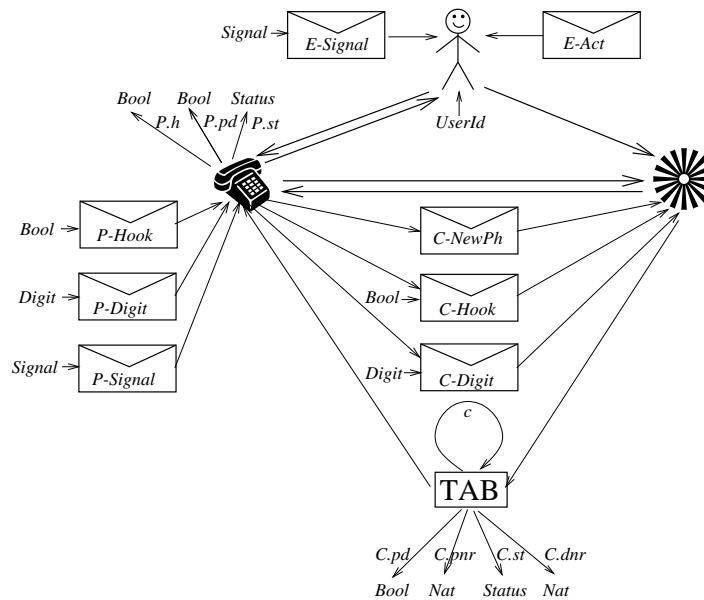 Signal
E-Signal
E-Act
Bool
Bool
Status
P.h
P.pd
P.st
UserId
Bool
P-Hook
C-NewPh
Digit
P-Digit
Bool
C-Hook
Signal
P-Signal
Digit
C-Digit
c
TAB
C.pd
C.pnr
C.st
C.dnr
Bool
Nat
Status
Nat